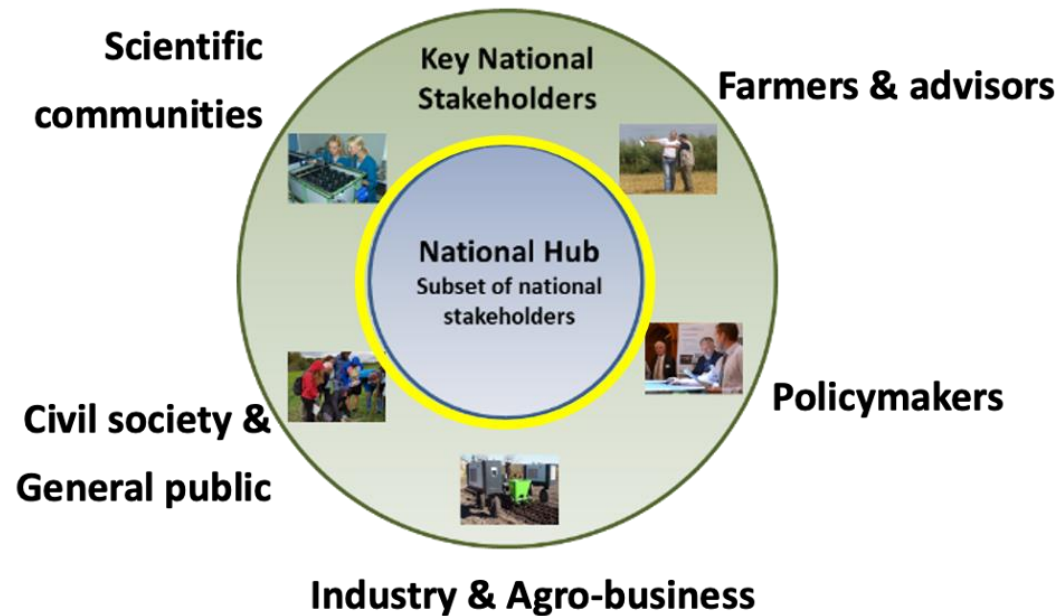 Scientific
communities
Key National
Stakeholders
Farmers & advisors
National Hub
Subset of national
stakeholders
Policymakers
Civil society &
General public
Industry & Agro-business